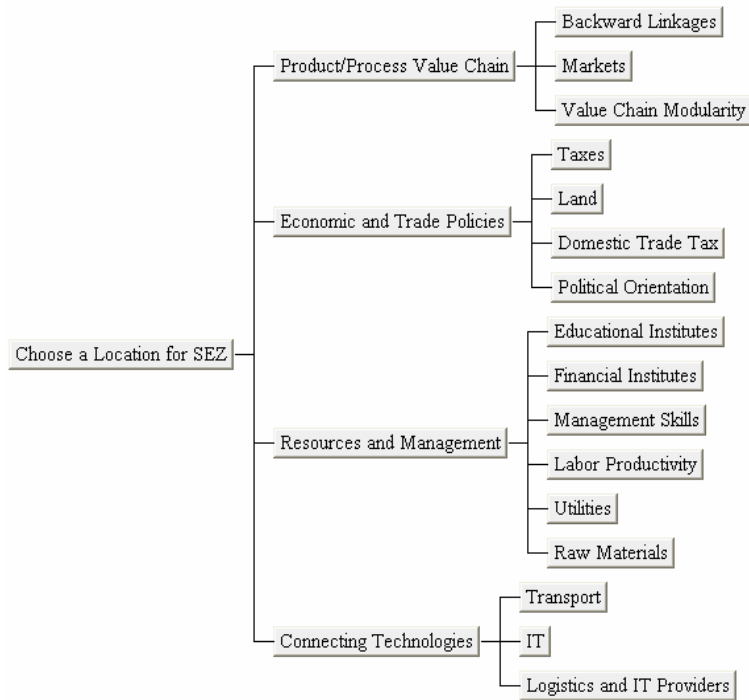 Backward Linkages
Product/Process Value Chain
Markets
Value Chain Modularity
Taxes
Land
Economic and Trade Policies
Domestic Trade Tax
Political Orientation
Educational Institutes
Choose a Location for SEZ
Financial Institutes
Management Skills
Resources and Management
Labor Productivity
Utilities
Raw Materials
Transport
Connecting Technologies
IT
Logistics and IT Providers